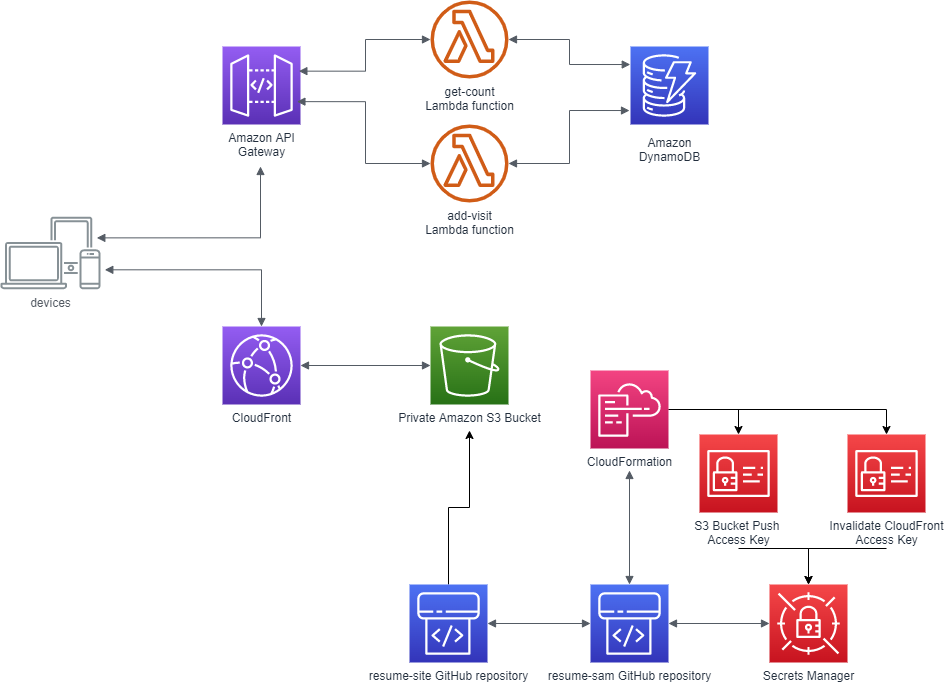 get-count
Lambda function
Amazon API
Gateway
Amazon
DynamoDB
add-visit
Lambda function
devices
CloudFront
Private Amazon S3 Bucket
CloudFormation
S3 Bucket Push
Access Key
Invalidate CloudFront
Access Key
resume-site GitHub repository
resume-sam GitHub repository
Secrets Manager